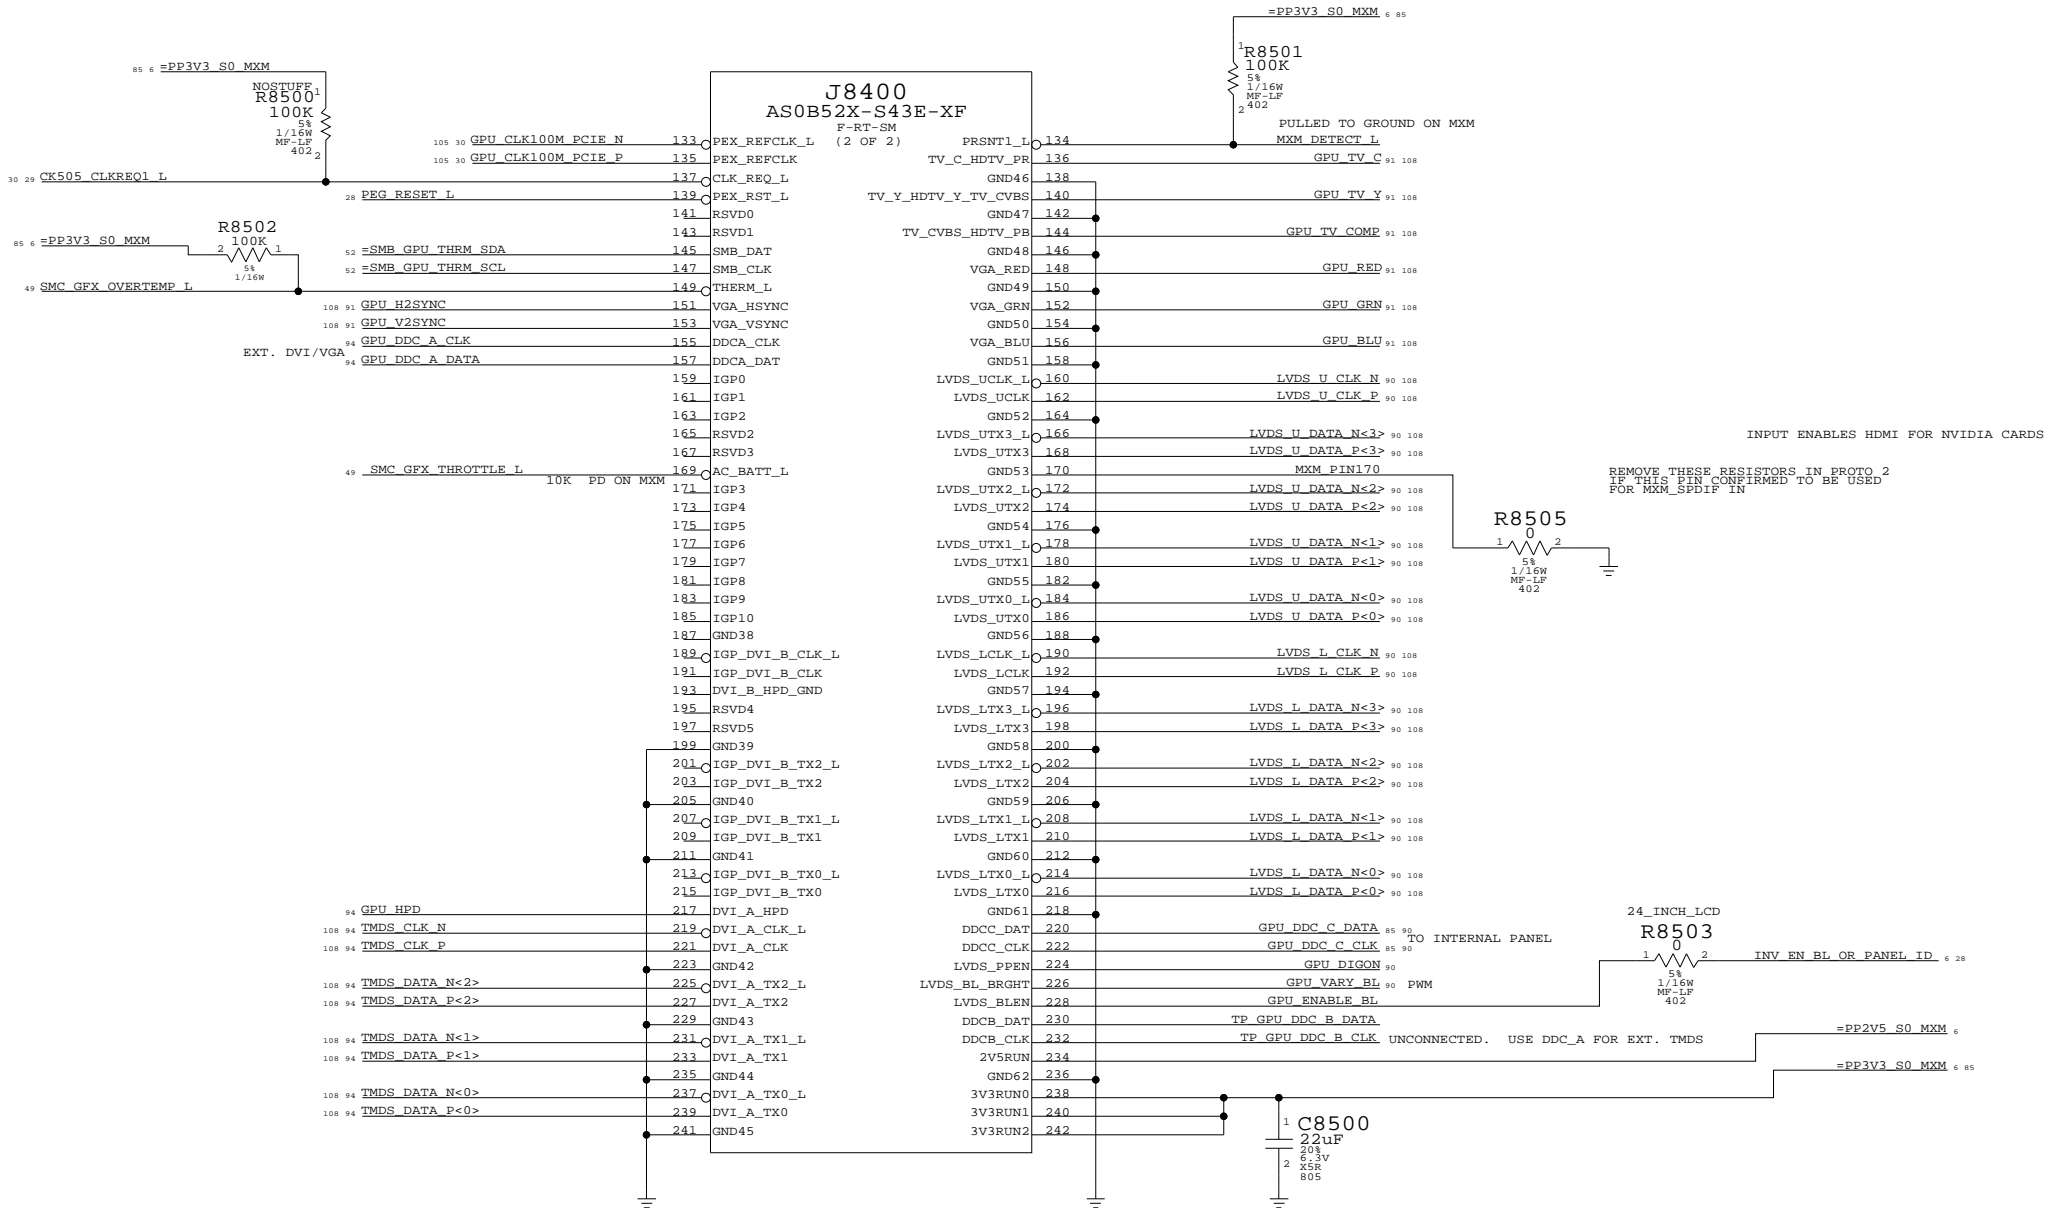 =PP3V3_S0_MXM 6 85
1
R8501
100K
5%
1/16W
MF-LF
402
2
85 6 =PP3V3_S0_MXM
NOSTUFF
R8500
1
100K
5%
1/16W
MF-LF
402
2
J8400
AS0B52X-S43E-XF
F-RT-SM
(2 OF 2)
PULLED TO GROUND ON MXM
105 30 GPU_CLK100M_PCIE_N 133 PEX_REFCLK_L
PRSNT1_L 134 MXM_DETECT_L
105 30 GPU_CLK100M_PCIE_P 135 PEX_REFCLK
TV_C_HDTV_PR 136 GPU_TV_C 91 108
30 29 CK505_CLKREQ1_L 137 CLK_REQ_L
GND46 138
28 PEG_RESET_L 139 PEX_RST_L
TV_Y_HDTV_Y_TV_CVBS 140 GPU_TV_Y 91 108
141 RSVD0
GND47 142
R8502
143 RSVD1
TV_CVBS_HDTV_PB 144 GPU_TV_COMP 91 108
85 6 =PP3V3_S0_MXM
2 100K 1
5%
1/16W
52 =SMB_GPU_THRM_SDA 145 SMB_DAT
GND48 146
52 =SMB_GPU_THRM_SCL 147 SMB_CLK
VGA_RED 148 GPU_RED 91 108
49 SMC_GFX_OVERTEMP_L 149 THERM_L
GND49 150
108 91 GPU_H2SYNC 151 VGA_HSYNC
VGA_GRN 152 GPU_GRN 91 108
108 91 GPU_V2SYNC 153 VGA_VSYNC
GND50 154
EXT. DVI/VGA
94 GPU_DDC_A_CLK 155 DDCA_CLK
VGA_BLU 156 GPU_BLU 91 108
94 GPU_DDC_A_DATA 157 DDCA_DAT
GND51 158
159 IGP0
LVDS_UCLK_L 160 LVDS_U_CLK_N 90 108
161 IGP1
LVDS_UCLK 162 LVDS_U_CLK_P 90 108
163 IGP2
GND52 164
165 RSVD2
LVDS_UTX3_L 166 LVDS_U_DATA_N<3> 90 108
INPUT ENABLES HDMI FOR NVIDIA CARDS
167 RSVD3
LVDS_UTX3 168 LVDS_U_DATA_P<3> 90 108
49 SMC_GFX_THROTTLE_L 169 AC_BATT_L
10K PD ON MXM
GND53 170 MXM_PIN170
REMOVE THESE RESISTORS IN PROTO 2
IF THIS PIN CONFIRMED TO BE USED
FOR MXM_SPDIF IN
171 IGP3
LVDS_UTX2_L 172 LVDS_U_DATA_N<2> 90 108
173 IGP4
LVDS_UTX2 174 LVDS_U_DATA_P<2> 90 108
175 IGP5
GND54 176
R8505
0
1 2
5%
1/16W
MF-LF
402
177 IGP6
LVDS_UTX1_L 178 LVDS_U_DATA_N<1> 90 108
179 IGP7
LVDS_UTX1 180 LVDS_U_DATA_P<1> 90 108
181 IGP8
GND55 182
183 IGP9
LVDS_UTX0_L 184 LVDS_U_DATA_N<0> 90 108
185 IGP10
LVDS_UTX0 186 LVDS_U_DATA_P<0> 90 108
187 GND38
GND56 188
189 IGP_DVI_B_CLK_L
LVDS_LCLK_L 190 LVDS_L_CLK_N 90 108
191 IGP_DVI_B_CLK
LVDS_LCLK 192 LVDS_L_CLK_P 90 108
193 DVI_B_HPD_GND
GND57 194
195 RSVD4
LVDS_LTX3_L 196 LVDS_L_DATA_N<3> 90 108
197 RSVD5
LVDS_LTX3 198 LVDS_L_DATA_P<3> 90 108
199 GND39
GND58 200
201 IGP_DVI_B_TX2_L
LVDS_LTX2_L 202 LVDS_L_DATA_N<2> 90 108
203 IGP_DVI_B_TX2
LVDS_LTX2 204 LVDS_L_DATA_P<2> 90 108
205 GND40
GND59 206
207 IGP_DVI_B_TX1_L
LVDS_LTX1_L 208 LVDS_L_DATA_N<1> 90 108
209 IGP_DVI_B_TX1
LVDS_LTX1 210 LVDS_L_DATA_P<1> 90 108
211 GND41
GND60 212
213 IGP_DVI_B_TX0_L
LVDS_LTX0_L 214 LVDS_L_DATA_N<0> 90 108
215 IGP_DVI_B_TX0
LVDS_LTX0 216 LVDS_L_DATA_P<0> 90 108
94 GPU_HPD 217 DVI_A_HPD
GND61 218
108 94 TMDS_CLK_N 219 DVI_A_CLK_L
DDCC_DAT 220 GPU_DDC_C_DATA 85 90
TO INTERNAL PANEL
108 94 TMDS_CLK_P 221 DVI_A_CLK
DDCC_CLK 222 GPU_DDC_C_CLK 85 90
24_INCH_LCD
R8503
0
1 2
5%
1/16W
MF-LF
402
INV_EN_BL_OR_PANEL_ID 6 28
223 GND42
LVDS_PPEN 224 GPU_DIGON 90
108 94 TMDS_DATA_N<2> 225 DVI_A_TX2_L
LVDS_BL_BRGHT 226 GPU_VARY_BL 90 PWM
108 94 TMDS_DATA_P<2> 227 DVI_A_TX2
LVDS_BLEN 228 GPU_ENABLE_BL
229 GND43
DDCB_DAT 230 TP_GPU_DDC_B_DATA
108 94 TMDS_DATA_N<1> 231 DVI_A_TX1_L
DDCB_CLK 232 TP_GPU_DDC_B_CLK UNCONNECTED. USE DDC_A FOR EXT. TMDS
108 94 TMDS_DATA_P<1> 233 DVI_A_TX1
2V5RUN 234
=PP2V5_S0_MXM 6
235 GND44
GND62 236
=PP3V3_S0_MXM 6 85
108 94 TMDS_DATA_N<0> 237 DVI_A_TX0_L
3V3RUN0 238
108 94 TMDS_DATA_P<0> 239 DVI_A_TX0
3V3RUN1 240
241 GND45
3V3RUN2 242
1 C8500
22uF
20%
6.3V
2 X5R
805